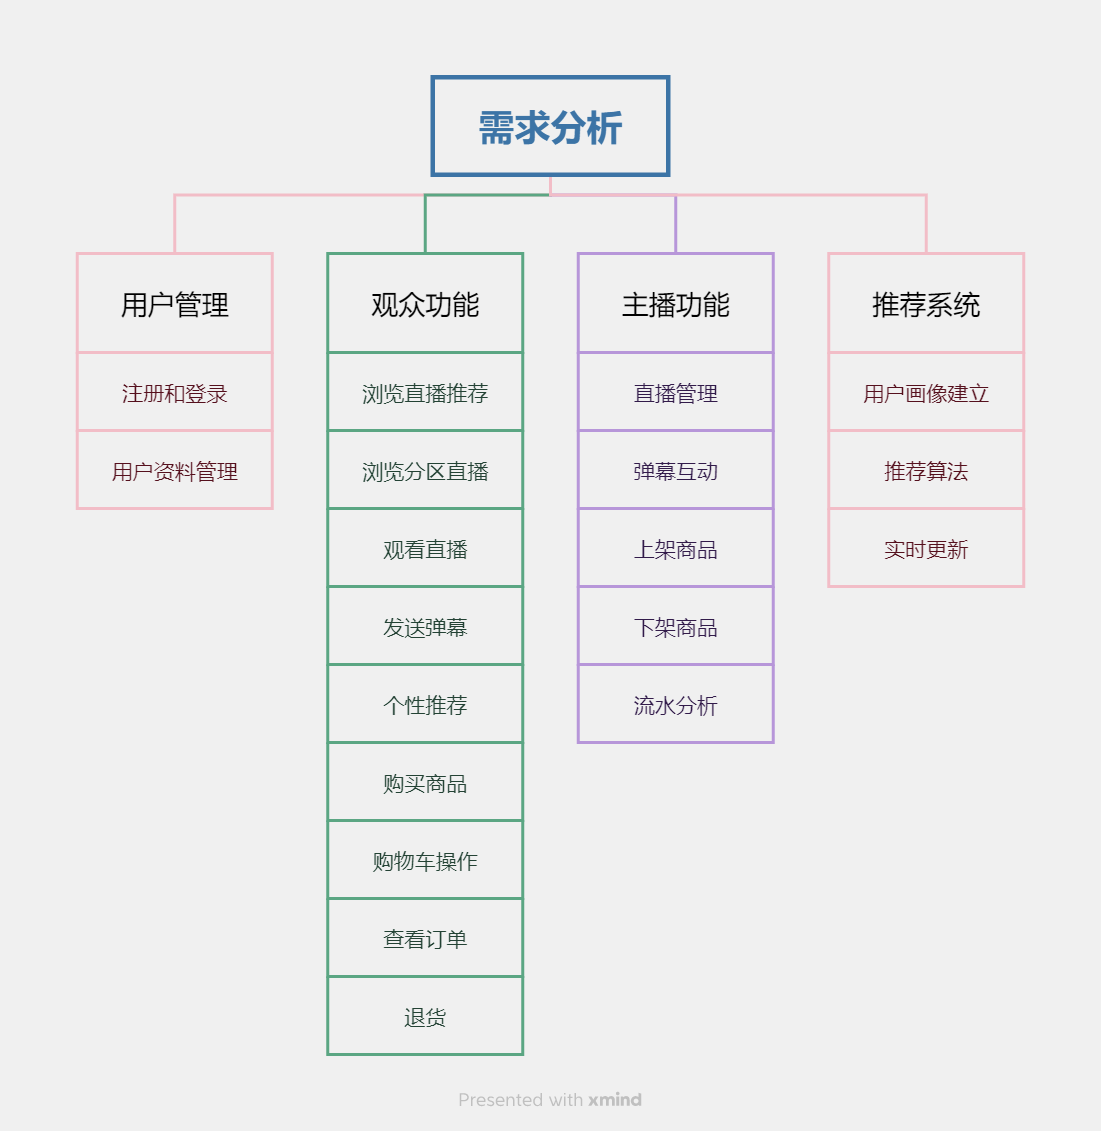 需求分析
用户管理
注册和登录
用户资料管理
观众功能
浏览直播推荐
浏览分区直播
观看直播
发送弹幕
个性推荐
购买商品
购物车操作
查看订单
退货
主播功能
直播管理
弹幕互动
上架商品
下架商品
流水分析
推荐系统
用户画像建立
推荐算法
实时更新
Presented with xmind